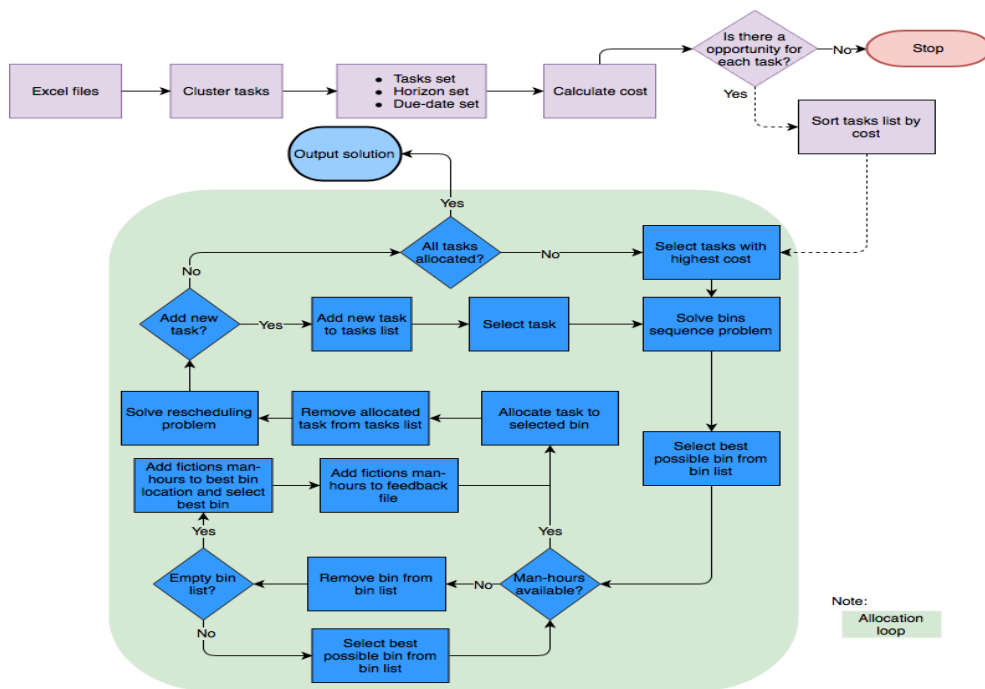 Is there a
opportunity for
each task?
No
Stop
Excel files
Cluster tasks
Tasks set
Horizon set
Due-date set
Calculate cost
Yes
Sort tasks list by
cost
Output solution
Yes
All tasks
allocated?
No
Select tasks with
highest cost
No
Add new
task?
Yes
Add new task
to tasks list
Select task
Solve bins
sequence problem
Solve rescheduling
problem
Remove allocated
task from tasks list
Allocate task to
selected bin
Select best
possible bin from
bin list
Add fictions man-
hours to best bin
location and select
best bin
Add fictions man-
hours to feedback
file
Yes
Yes
Empty bin
list?
Remove bin from
bin list
No
Man-hours
available?
No
Select best
possible bin from
bin list
Note:
Allocation
loop